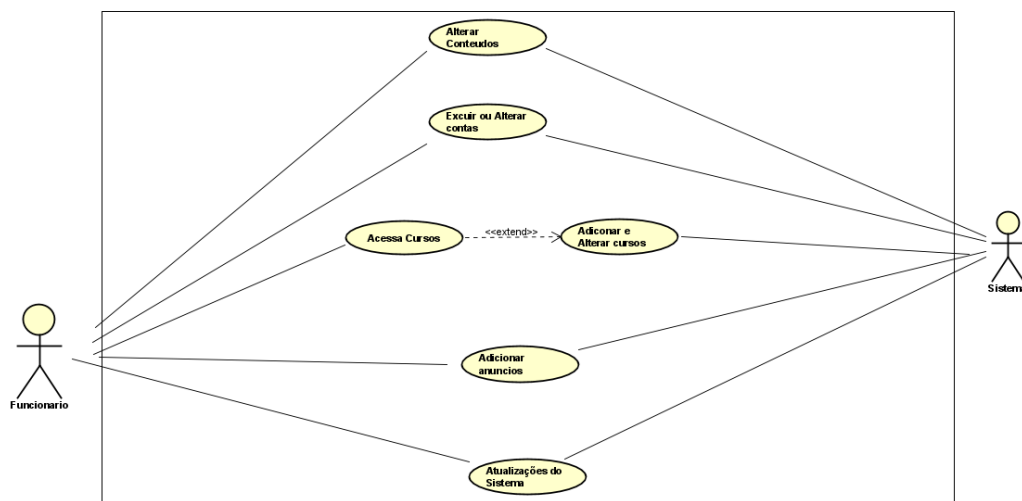 Alterar
Conteudos
Excuir ou Alterar
contas
Acessa Cursos
<<extend>>
Adiconar e
Alterar cursos
Sistema
Adicionar
anuncios
Funcionario
Atualizações do
Sistema